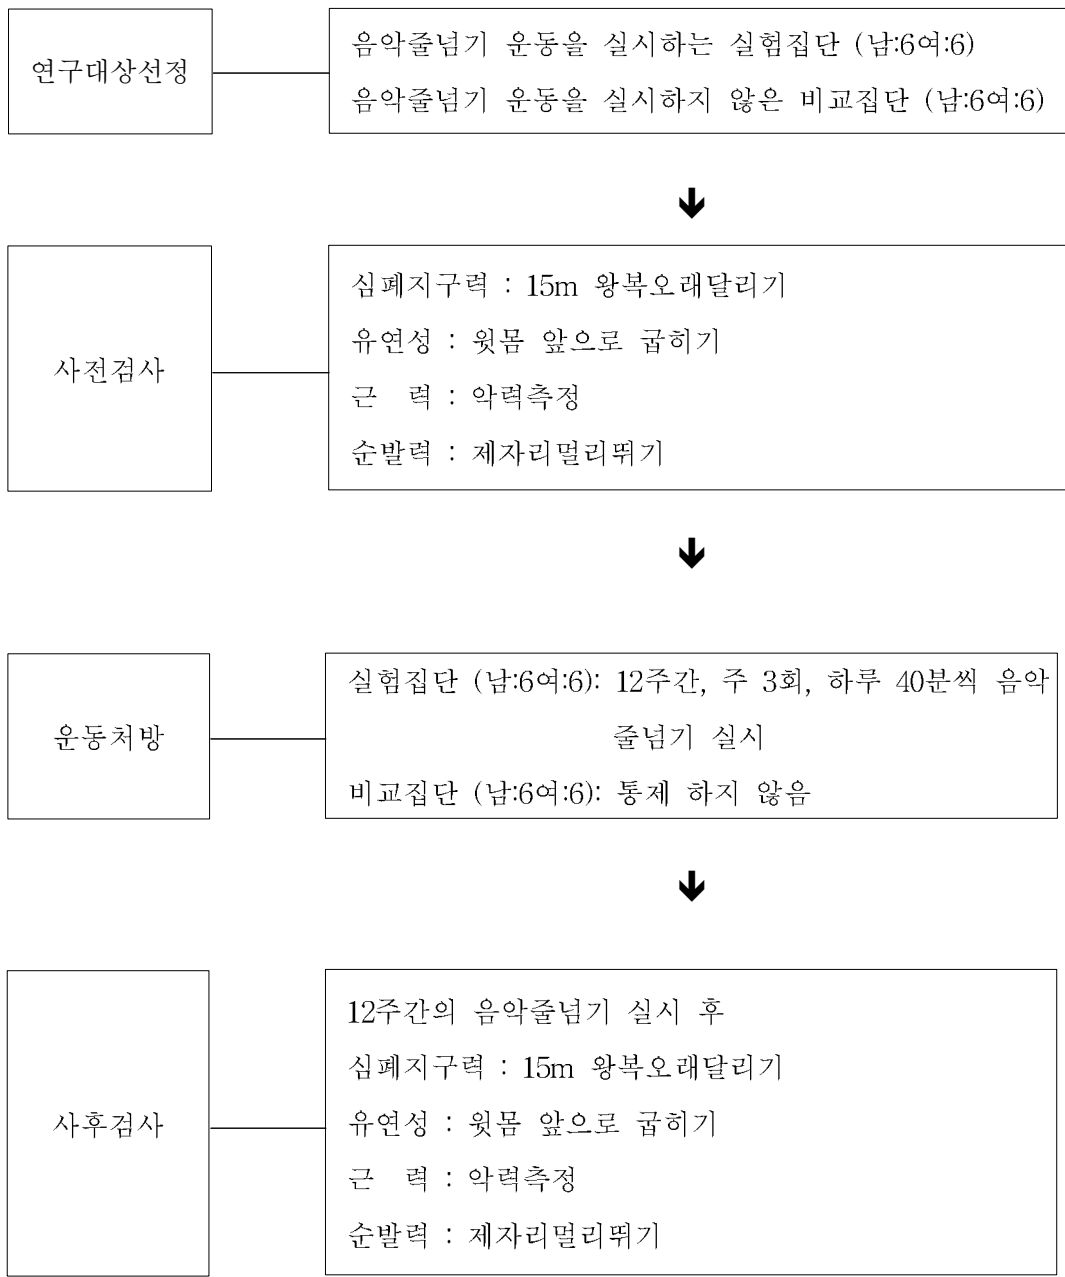 연구대상선정
음악줄넘기 운동을 실시하는 실험집단 (남:6여:6)
음악줄넘기 운동을 실시하지 않은 비교집단 (남:6여:6)
사전검사
심폐지구력 : 15m 왕복오래달리기
유연성 : 윗몸 앞으로 굽히기
근 력 : 악력측정
순발력 : 제자리멀리뛰기
운동처방
실험집단 (남:6여:6): 12주간, 주 3회, 하루 40분씩 음악
줄넘기 실시
비교집단 (남:6여:6): 통제 하지 않음
사후검사
12주간의 음악줄넘기 실시 후
심폐지구력 : 15m 왕복오래달리기
유연성 : 윗몸 앞으로 굽히기
근 력 : 악력측정
순발력 : 제자리멀리뛰기